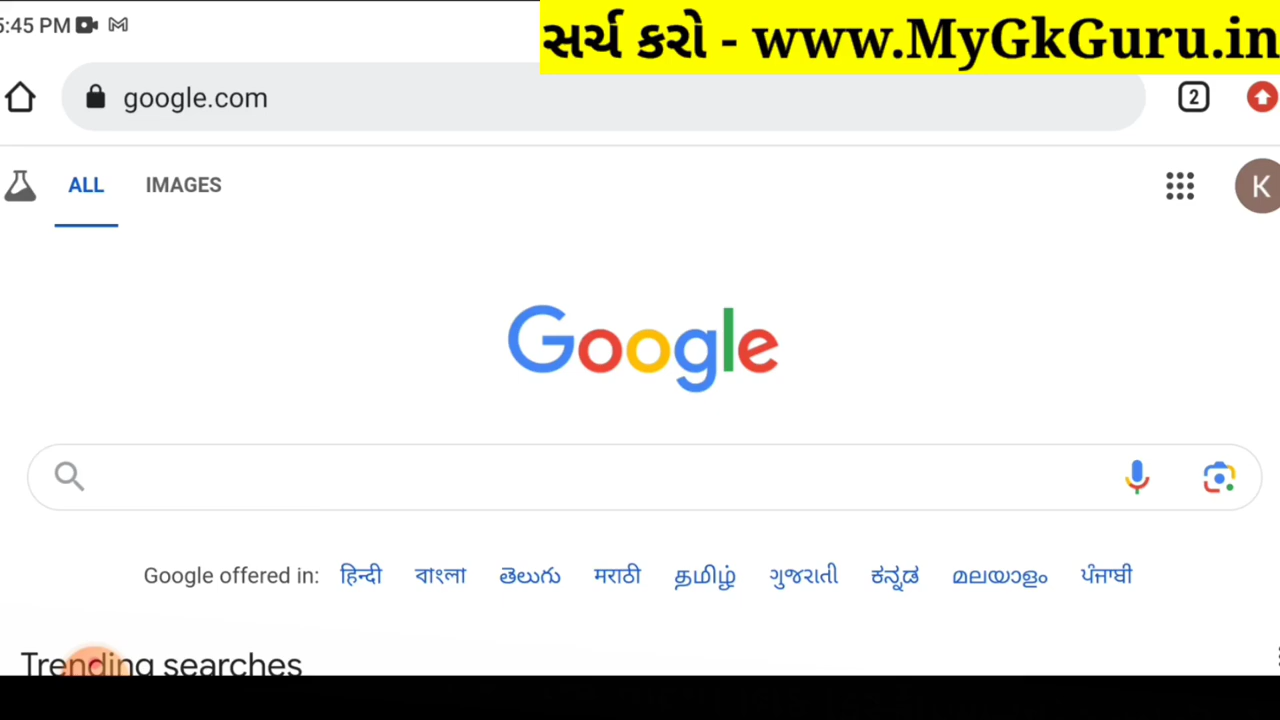 5:45 PM
સર્ચ કરો - www.MyGkGuru.in
google.com
2
ALL IMAGES
K
Google
Google offered in: हिन्दी বাংলা తెలుగు मराठी தமிழ் ગુજરાતી ಕನ್ನಡ മലയാളം ਪੰਜਾਬੀ
Trending searches